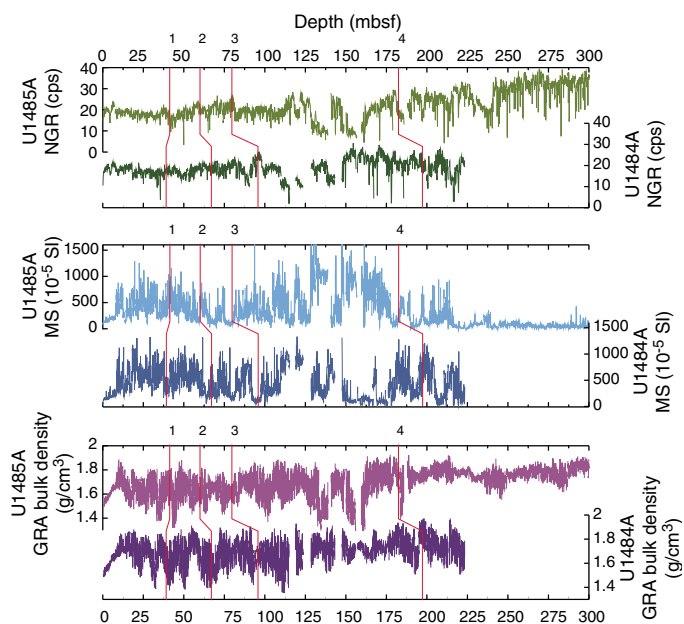 Depth (mbsf)
1 2 3 4
0 25 50 75 100 125 150 175 200 225 250 275 300
U1485A
NGR (cps)
40
30
20
10
0
40
30
20
10
0
U1484A
NGR (cps)
1 2 3 4
U1485A
MS (10-5 SI)
1500
1000
500
0
1500
1000
500
0
U1484A
MS (10-5 SI)
1 2 3 4
U1485A
GRA bulk density
(g/cm3)
2
1.8
1.6
1.4
2
1.8
1.6
1.4
U1484A
GRA bulk density
(g/cm3)
0 25 50 75 100 125 150 175 200 225 250 275 300